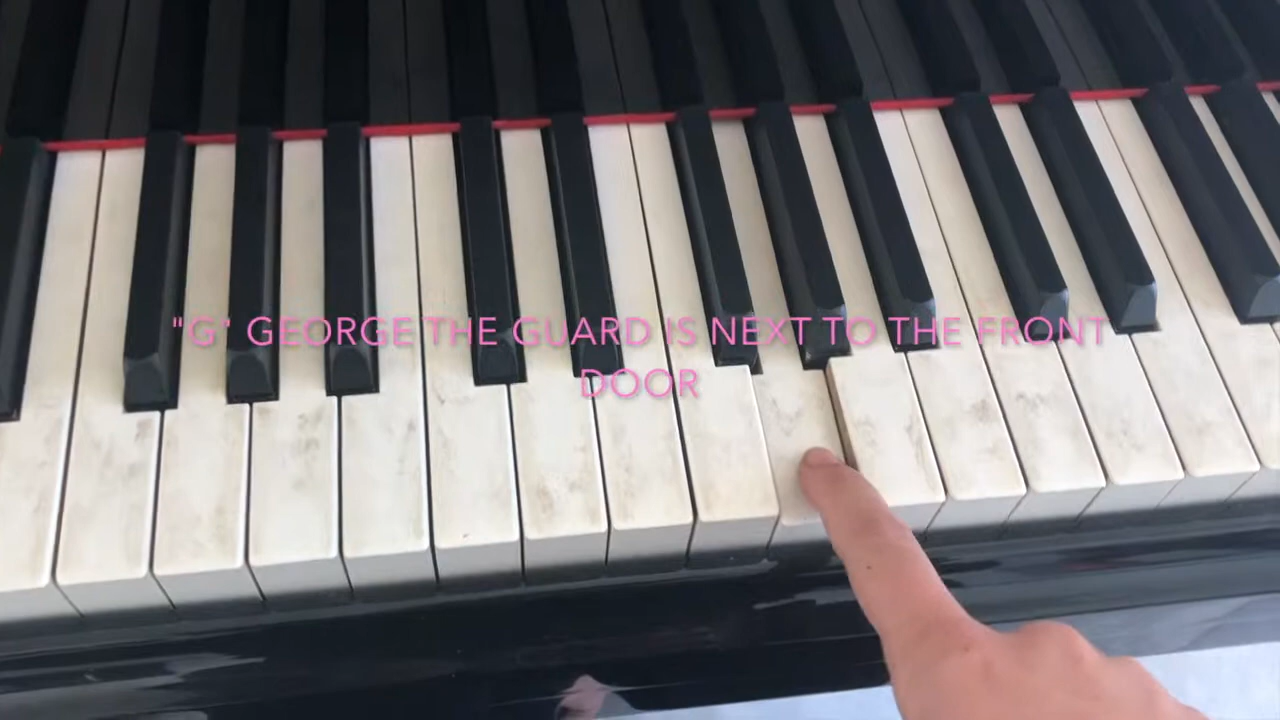 "G" GEORGE THE GUARD IS NEXT TO THE FRONT
DOOR